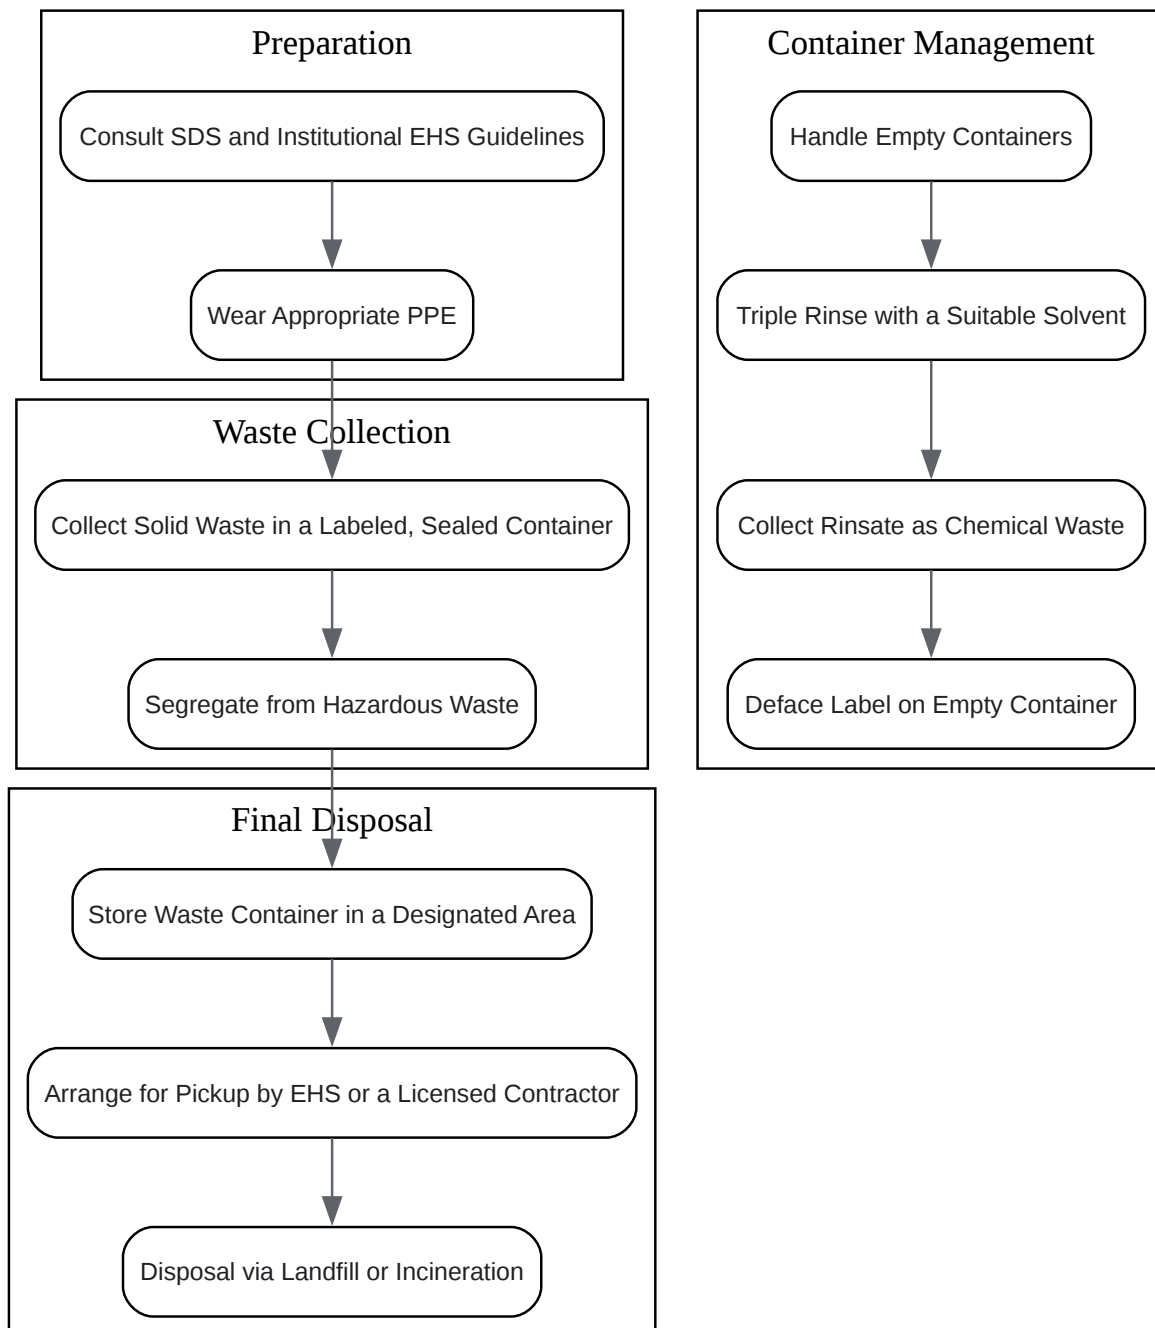 Preparation
Consult SDS and Institutional EHS Guidelines
Wear Appropriate PPE
Waste Collection
Collect Solid Waste in a Labeled, Sealed Container
Segregate from Hazardous Waste
Final Disposal
Store Waste Container in a Designated Area
Arrange for Pickup by EHS or a Licensed Contractor
Disposal via Landfill or Incineration
Container Management
Handle Empty Containers
Triple Rinse with a Suitable Solvent
Collect Rinsate as Chemical Waste
Deface Label on Empty Container